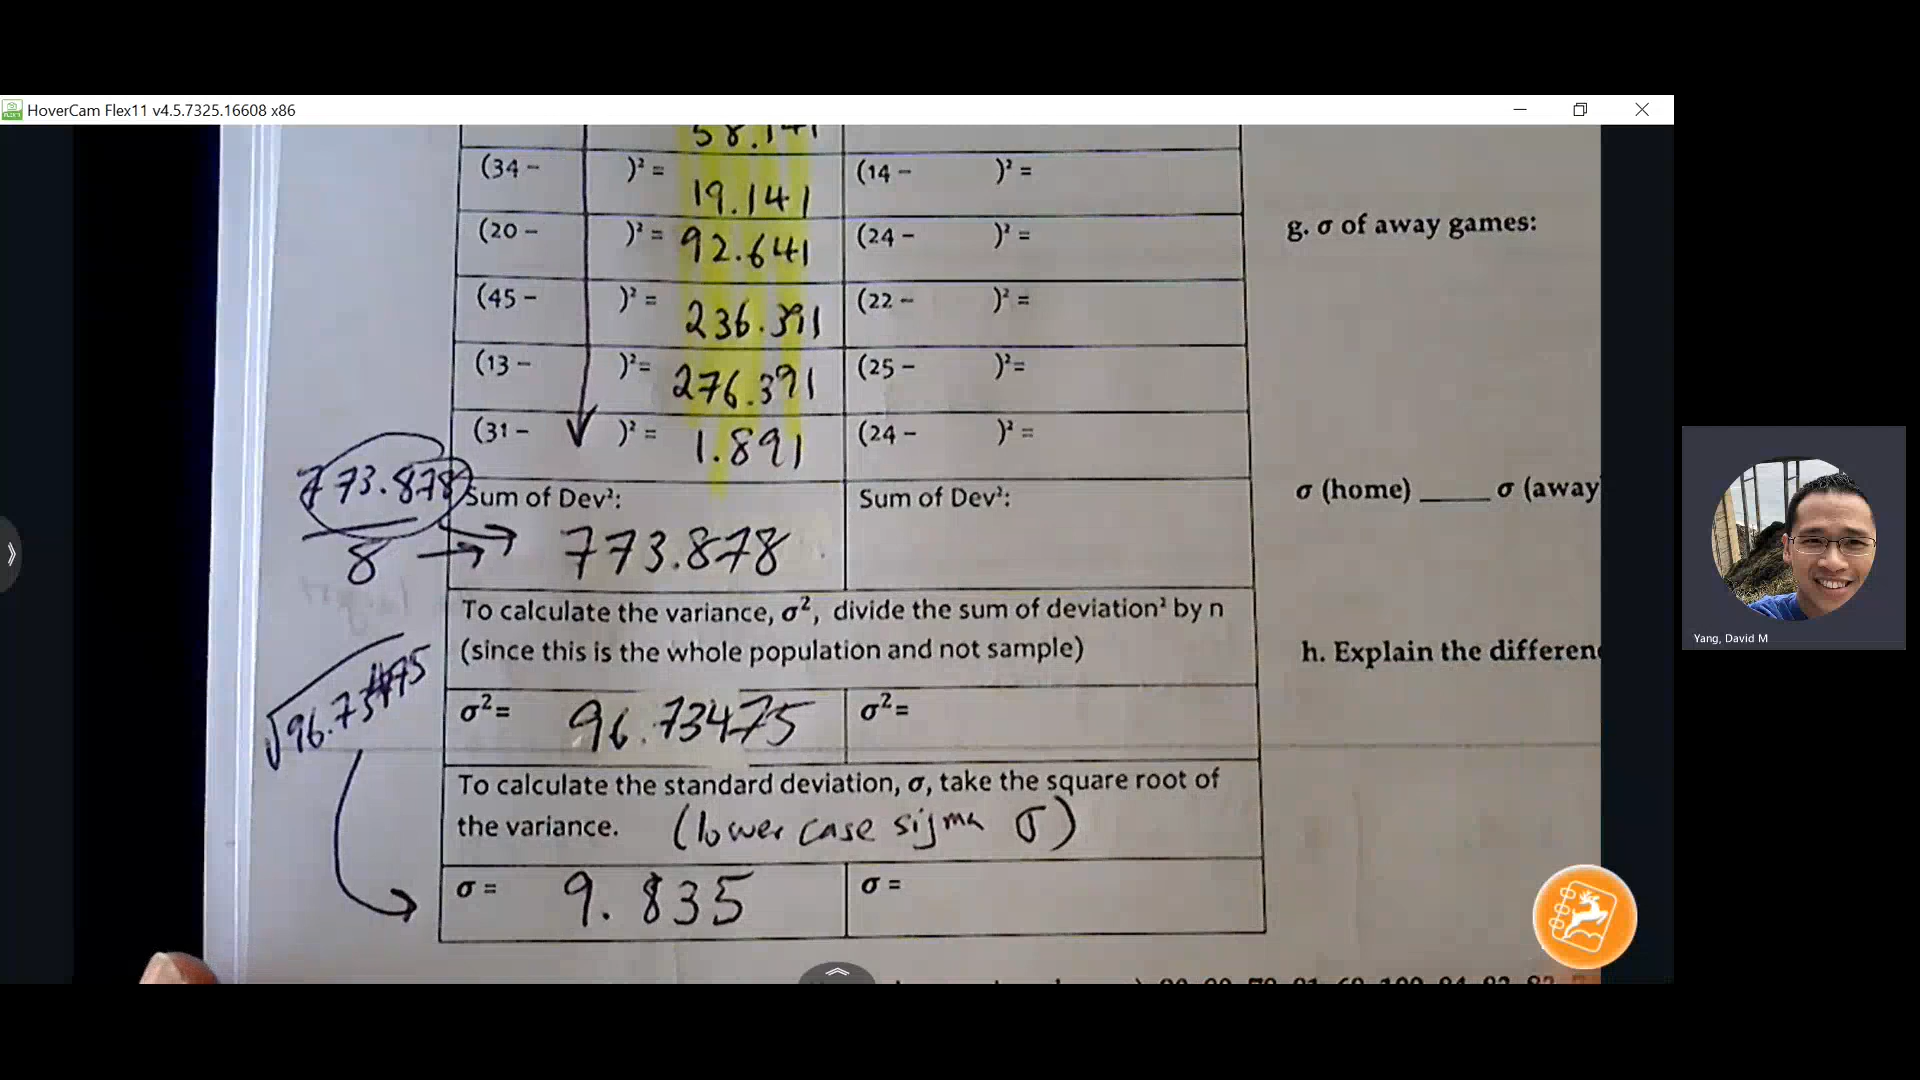 HoverCam Flex11 v4.5.7325.16608 x86
58.141
(34 – )² = 19.141 (14 – )² =
(20 – )² = 92.641 (24 – )² =
g. σ of away games:
(45 – )² = 236.391 (22 – )² =
(13 – )² = 276.391 (25 – )² =
(31 – )² = 1.891 (24 – )² =
773.878
8
Sum of Dev²: Sum of Dev²:
773.878
σ (home) _____ σ (away
To calculate the variance, σ², divide the sum of deviation² by n
(since this is the whole population and not sample)
h. Explain the differen
√96.73475
σ² = 96.73475 σ² =
To calculate the standard deviation, σ, take the square root of
the variance. (lower case sigma σ)
σ = 9.835 σ =
Yang, David M